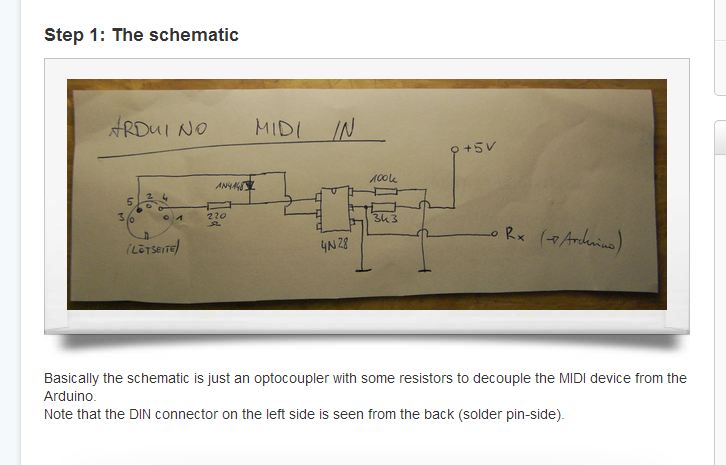 Step 1: The schematic
ARDUINO MIDI IN
+5V
100k
1N4148
5 2 4
3 1
220
Ω
3k3
4N28
Rx (→ Arduino)
(LÖTSEITE)
Basically the schematic is just an optocoupler with some resistors to decouple the MIDI device from the
Arduino.
Note that the DIN connector on the left side is seen from the back (solder pin-side).